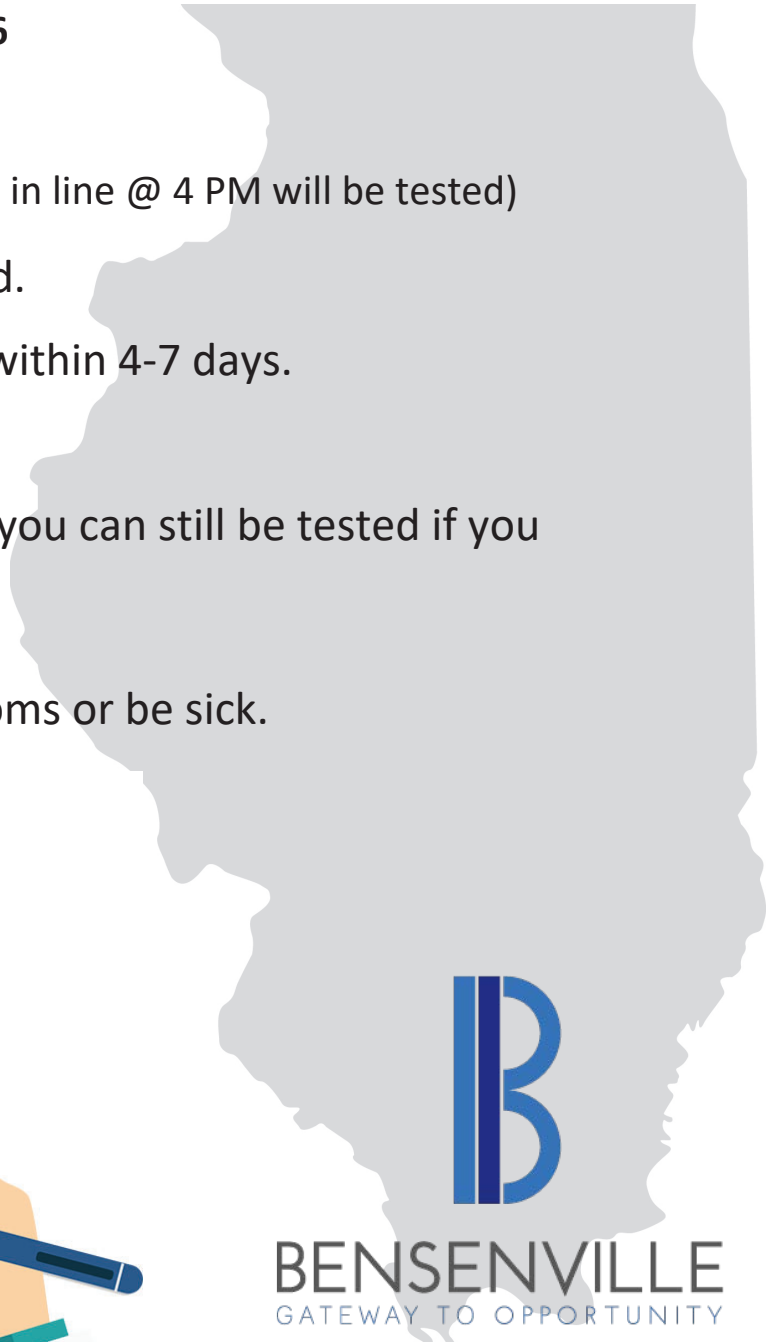 in line @ 4 PM will be tested)
d.
within 4-7 days.
you can still be tested if you
oms or be sick.
BENSENVILLE
GATEWAY TO OPPORTUNITY